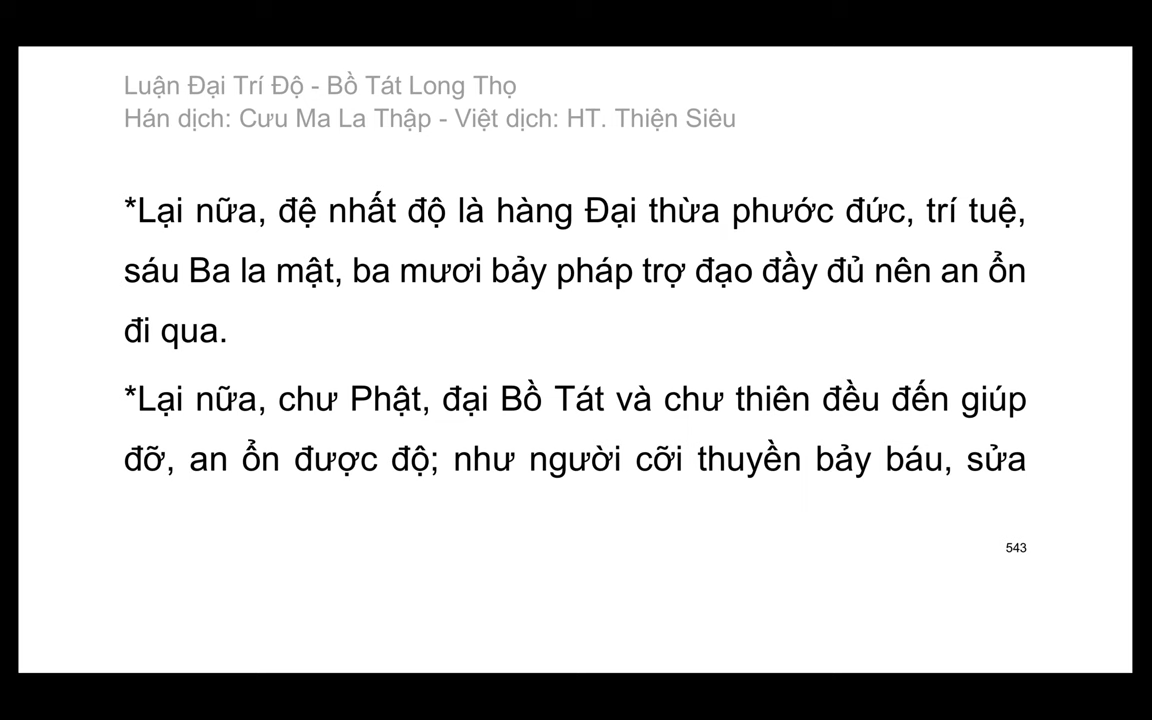 Luận Đại Trí Độ - Bồ Tát Long Thọ
Hán dịch: Cưu Ma La Thập - Việt dịch: HT. Thiện Siêu
*Lại nữa, đệ nhất độ là hàng Đại thừa phước đức, trí tuệ,
sáu Ba la mật, ba mươi bảy pháp trợ đạo đầy đủ nên an ổn
đi qua.
*Lại nữa, chư Phật, đại Bồ Tát và chư thiên đều đến giúp
đỡ, an ổn được độ; như người cỡi thuyền bảy báu, sửa
543